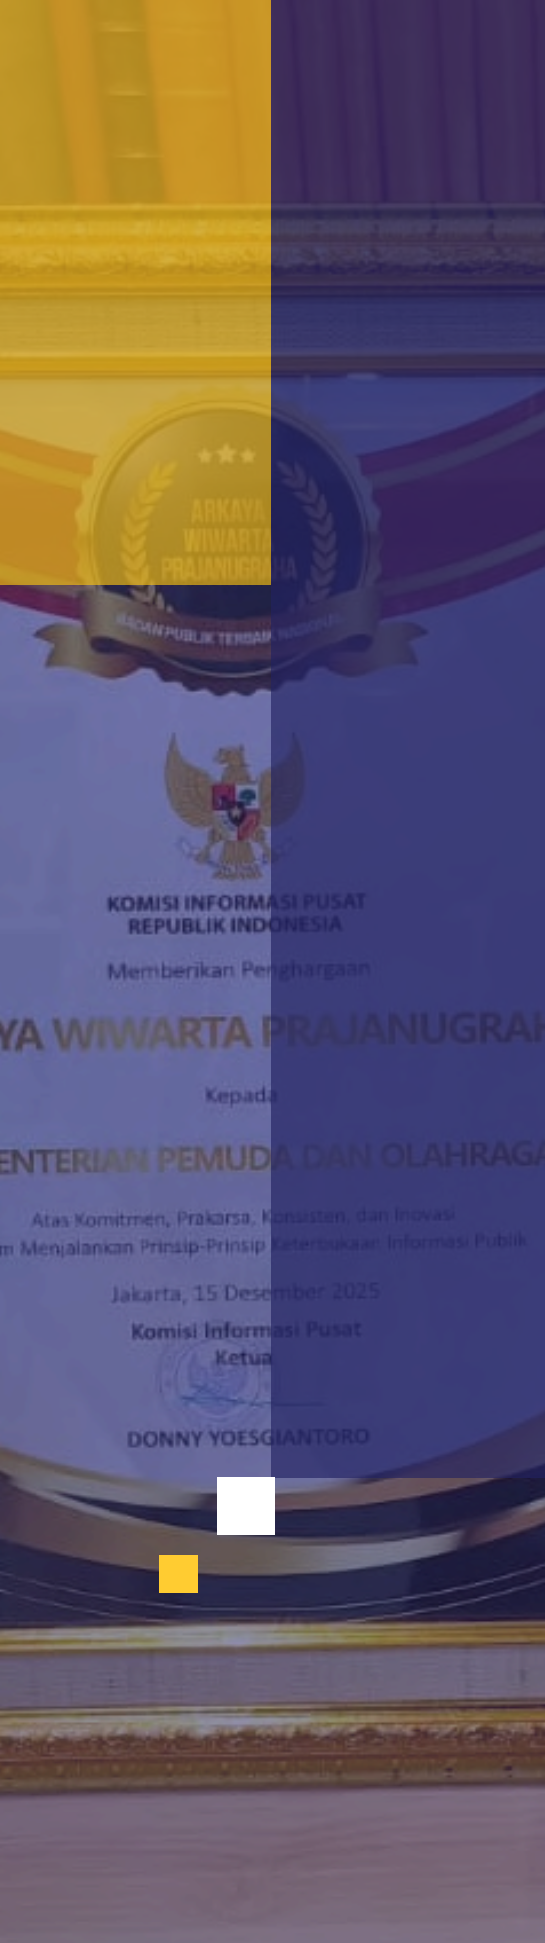 ARKAYA
WIWARTA
PRAJANUGRAHA
BADAN PUBLIK TERBAIK NASIONAL
KOMISI INFORMASI PUSAT
REPUBLIK INDONESIA
Memberikan Penghargaan
YA WIWARTA PRAJANUGRAH
Kepada
ENTERIAN PEMUDA DAN OLAHRAGA
Atas Komitmen, Prakarsa, Konsisten, dan Inovasi
m Menjalankan Prinsip-Prinsip Keterbukaan Informasi Publik
Jakarta, 15 Desember 2025
Komisi Informasi Pusat
Ketua
DONNY YOESGIANTORO